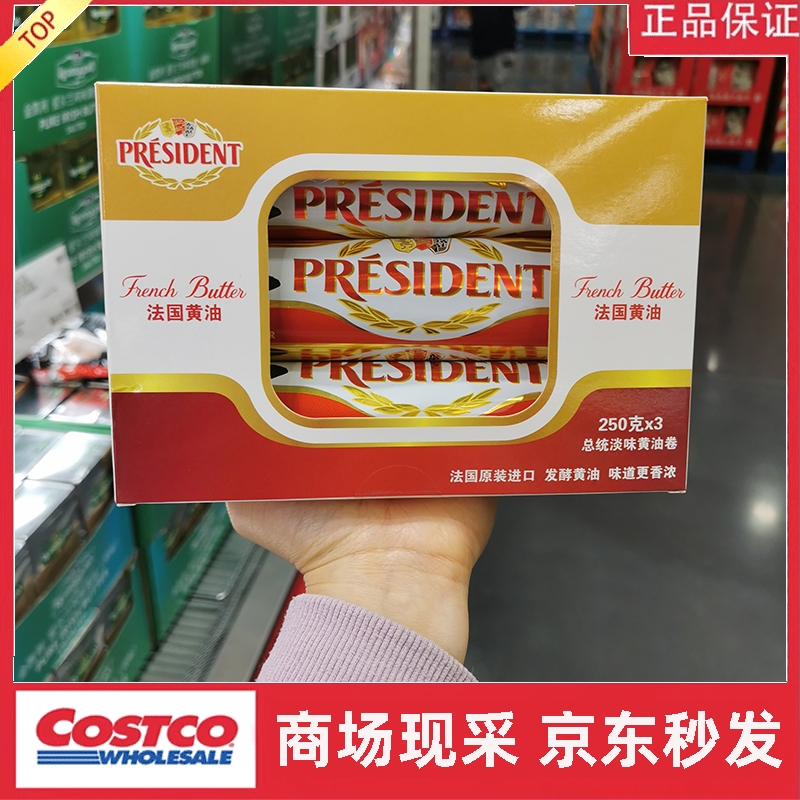 TOP
正品保证
PRÉSIDENT
PRÉSIDENT
PRÉSIDENT
PRÉSIDENT
French Butter
法国黄油
French Butter
法国黄油
250克x3
总统淡味黄油卷
法国原装进口 发酵黄油 味道更香浓
COSTCO
WHOLESALE
商场现采 京东秒发